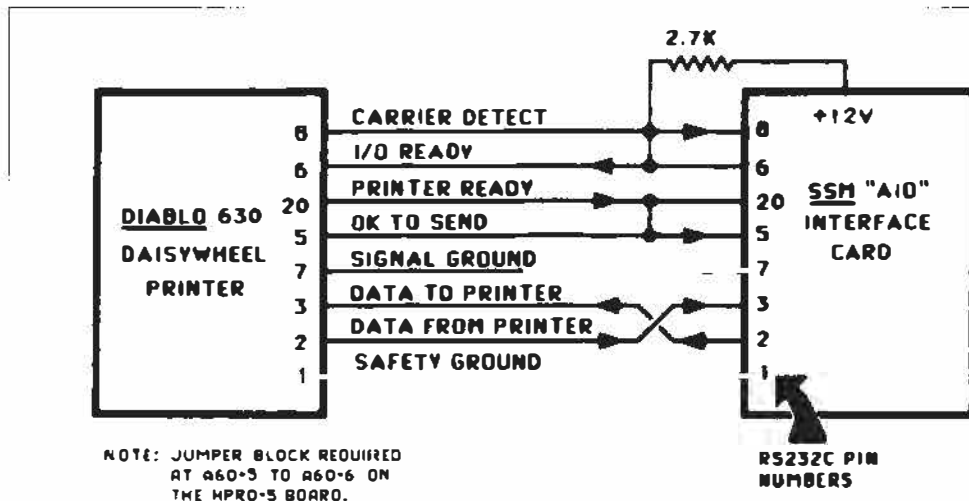 2.7K
CARRIER DETECT
+12V
8
8
I/O READY
6
6
PRINTER READY
20
20
DIABLO 630
DAISYWHEEL
PRINTER
SSM "AIO"
INTERFACE
CARD
OK TO SEND
5
5
SIGNAL GROUND
7
7
DATA TO PRINTER
3
3
DATA FROM PRINTER
2
2
SAFETY GROUND
1
1
NOTE: JUMPER BLOCK REQUIRED
AT A60-5 TO A60-6 ON
THE HPRO-5 BOARD.
RS232C PIN
NUMBERS